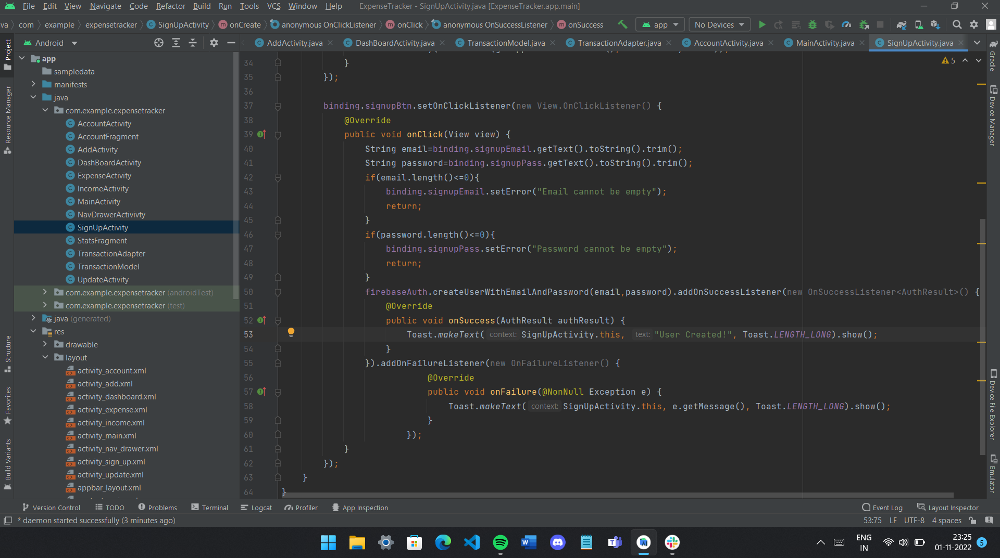 File Edit View Navigate Code Refactor Build Run Tools VCS Window Help ExpenseTracker - SignUpActivity.java [ExpenseTracker.app.main]
va com example expensetracker SignUpActivity onCreate anonymous OnClickListener onClick anonymous OnSuccessListener onSuccess app No Devices
Android AddActivity.java DashBoardActivity.java TransactionModel.java TransactionAdapter.java AccountActivity.java MainActivity.java SignUpActivity.java
Project
Resource Manager
Structure
Favorites
Build Variants
app
sampledata
manifests
java
com.example.expensetracker
AccountActivity
AccountFragment
AddActivity
DashBoardActivity
ExpenseActivity
IncomeActivity
MainActivity
NavDrawerActivivty
SignUpActivity
StatsFragment
TransactionAdapter
TransactionModel
UpdateActivity
com.example.expensetracker (androidTest)
com.example.expensetracker (test)
java (generated)
res
drawable
layout
activity_account.xml
activity_add.xml
activity_dashboard.xml
activity_expense.xml
activity_income.xml
activity_main.xml
activity_nav_drawer.xml
activity_sign_up.xml
activity_update.xml
appbar_layout.xml
5
34 }
35 });
36
37 binding.signupBtn.setOnClickListener(new View.OnClickListener() {
38 @Override
39 public void onClick(View view) {
40 String email=binding.signupEmail.getText().toString().trim();
41 String password=binding.signupPass.getText().toString().trim();
42 if(email.length()<=0){
43 binding.signupEmail.setError("Email cannot be empty");
44 return;
45 }
46 if(password.length()<=0){
47 binding.signupPass.setError("Password cannot be empty");
48 return;
49 }
50 firebaseAuth.createUserWithEmailAndPassword(email,password).addOnSuccessListener(new OnSuccessListener<AuthResult>() {
51 @Override
52 public void onSuccess(AuthResult authResult) {
53 Toast.makeText( context: SignUpActivity.this, text: "User Created!", Toast.LENGTH_LONG).show();
54 }
55 }).addOnFailureListener(new OnFailureListener() {
56 @Override
57 public void onFailure(@NonNull Exception e) {
58 Toast.makeText( context: SignUpActivity.this, e.getMessage(), Toast.LENGTH_LONG).show();
59 }
60 });
61 }
62 });
63 }
64 }
Gradle
Device Manager
Device File Explorer
Emulator
Version Control TODO Problems Terminal Logcat Profiler App Inspection Event Log Layout Inspector
* daemon started successfully (3 minutes ago) 53:75 LF UTF-8 4 spaces
ENG
IN
23:25
01-11-2022
5